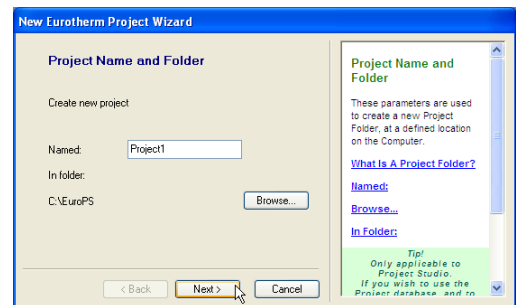 New Eurotherm Project Wizard
Project Name and Folder
Create new project
Named: Project1
In folder:
C:\EuroPS Browse...
< Back Next > Cancel
Project Name and
Folder
These parameters are used
to create a new Project
Folder, at a defined location
on the Computer.
What Is A Project Folder?
Named:
Browse...
In Folder:
Tip!
Only applicable to
Project Studio.
If you wish to use the
Project database, and to